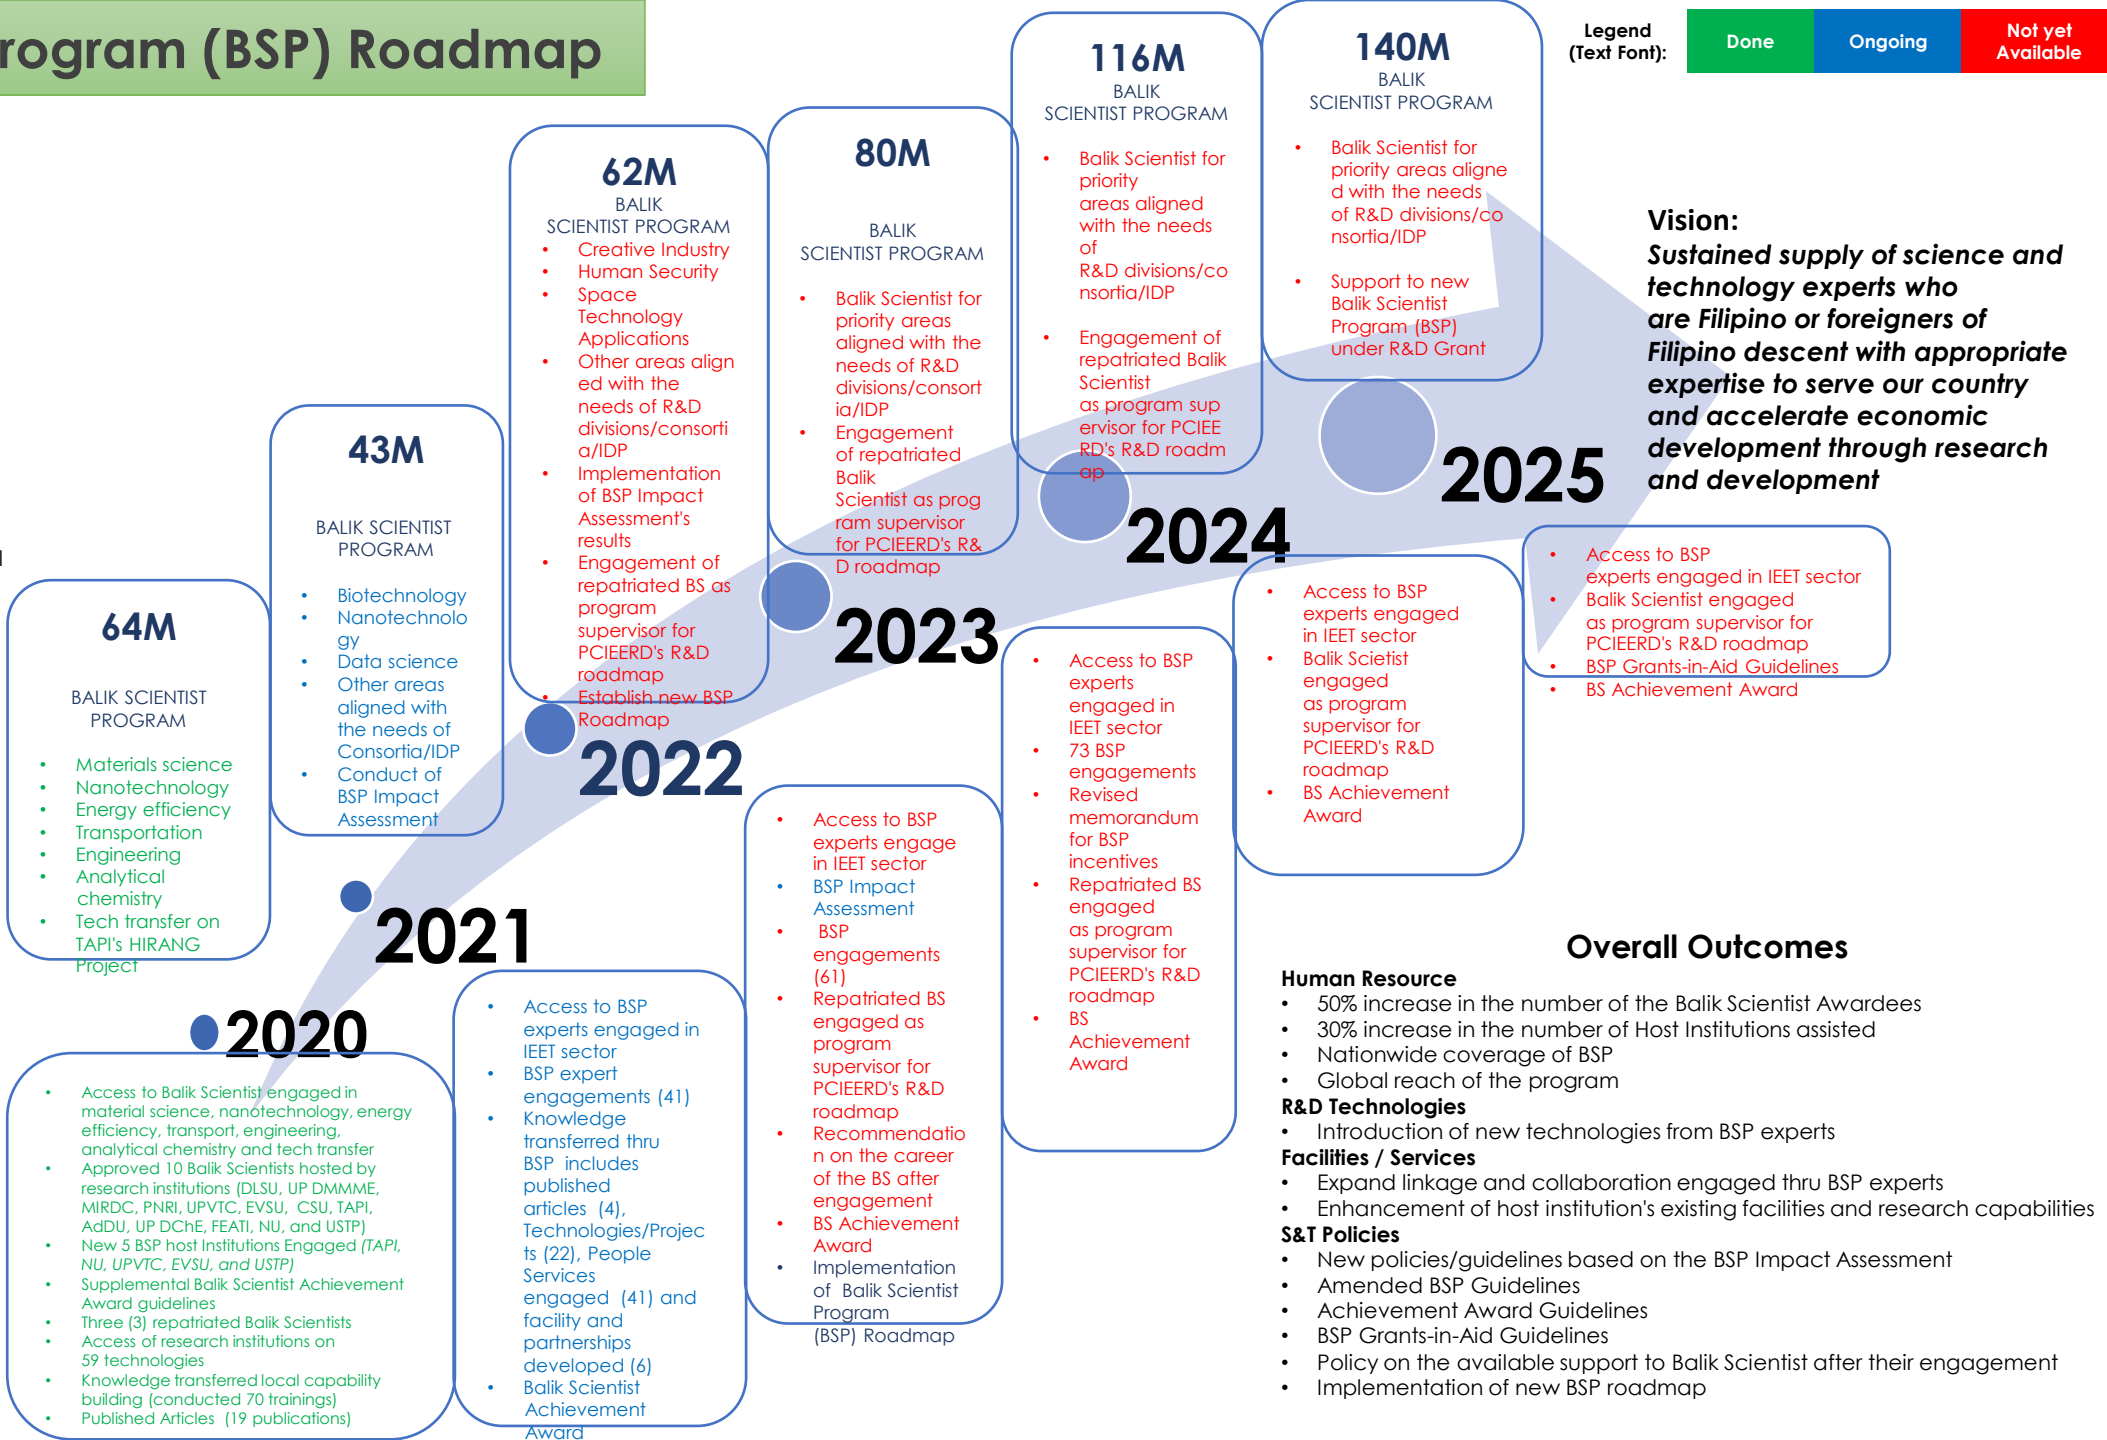 rogram (BSP) Roadmap
Legend
(Text Font):
Done
Ongoing
Not yet
Available
64M
BALIK SCIENTIST
PROGRAM
• Materials science
• Nanotechnology
• Energy efficiency
• Transportation
• Engineering
• Analytical
chemistry
• Tech transfer on
TAPI's HIRANG
Project
43M
BALIK SCIENTIST
PROGRAM
• Biotechnology
• Nanotechnolo
gy
• Data science
• Other areas
aligned with
the needs of
Consortia/IDP
• Conduct of
BSP Impact
Assessment
62M
BALIK
SCIENTIST PROGRAM
• Creative Industry
• Human Security
• Space
Technology
Applications
• Other areas align
ed with the
needs of R&D
divisions/consorti
a/IDP
• Implementation
of BSP Impact
Assessment's
results
• Engagement of
repatriated BS as
program
supervisor for
PCIEERD's R&D
roadmap
• Establish new BSP
Roadmap
80M
BALIK
SCIENTIST PROGRAM
• Balik Scientist for
priority areas
aligned with the
needs of R&D
divisions/consort
ia/IDP
• Engagement
of repatriated
Balik
Scientist as prog
ram supervisor
for PCIEERD's R&
D roadmap
116M
BALIK
SCIENTIST PROGRAM
• Balik Scientist for
priority
areas aligned
with the needs
of
R&D divisions/co
nsortia/IDP
• Engagement of
repatriated Balik
Scientist
as program sup
ervisor for PCIEE
RD's R&D roadm
ap
140M
BALIK
SCIENTIST PROGRAM
• Balik Scientist for
priority areas aligne
d with the needs
of R&D divisions/co
nsortia/IDP
• Support to new
Balik Scientist
Program (BSP)
under R&D Grant
Vision:
Sustained supply of science and
technology experts who
are Filipino or foreigners of
Filipino descent with appropriate
expertise to serve our country
and accelerate economic
development through research
and development
2020
2021
2022
2023
2024
2025
• Access to Balik Scientist engaged in
material science, nanotechnology, energy
efficiency, transport, engineering,
analytical chemistry and tech transfer
• Approved 10 Balik Scientists hosted by
research institutions (DLSU, UP DMMME,
MIRDC, PNRI, UPVTC, EVSU, CSU, TAPI,
AdDU, UP DChE, FEATI, NU, and USTP)
• New 5 BSP host Institutions Engaged (TAPI,
NU, UPVTC, EVSU, and USTP)
• Supplemental Balik Scientist Achievement
Award guidelines
• Three (3) repatriated Balik Scientists
• Access of research institutions on
59 technologies
• Knowledge transferred local capability
building (conducted 70 trainings)
• Published Articles (19 publications)
• Access to BSP
experts engaged in
IEET sector
• BSP expert
engagements (41)
• Knowledge
transferred thru
BSP includes
published
articles (4),
Technologies/Projec
ts (22), People
Services
engaged (41) and
facility and
partnerships
developed (6)
• Balik Scientist
Achievement
Award
• Access to BSP
experts engage
in IEET sector
• BSP Impact
Assessment
• BSP
engagements
(61)
• Repatriated BS
engaged as
program
supervisor for
PCIEERD's R&D
roadmap
• Recommendatio
n on the career
of the BS after
engagement
• BS Achievement
Award
• Implementation
of Balik Scientist
Program
(BSP) Roadmap
• Access to BSP
experts
engaged in
IEET sector
• 73 BSP
engagements
• Revised
memorandum
for BSP
incentives
• Repatriated BS
engaged
as program
supervisor for
PCIEERD's R&D
roadmap
• BS
Achievement
Award
• Access to BSP
experts engaged
in IEET sector
• Balik Scietist
engaged
as program
supervisor for
PCIEERD's R&D
roadmap
• BS Achievement
Award
• Access to BSP
experts engaged in IEET sector
• Balik Scientist engaged
as program supervisor for
PCIEERD's R&D roadmap
• BSP Grants-in-Aid Guidelines
• BS Achievement Award
Overall Outcomes
Human Resource
• 50% increase in the number of the Balik Scientist Awardees
• 30% increase in the number of Host Institutions assisted
• Nationwide coverage of BSP
• Global reach of the program
R&D Technologies
• Introduction of new technologies from BSP experts
Facilities / Services
• Expand linkage and collaboration engaged thru BSP experts
• Enhancement of host institution's existing facilities and research capabilities
S&T Policies
• New policies/guidelines based on the BSP Impact Assessment
• Amended BSP Guidelines
• Achievement Award Guidelines
• BSP Grants-in-Aid Guidelines
• Policy on the available support to Balik Scientist after their engagement
• Implementation of new BSP roadmap